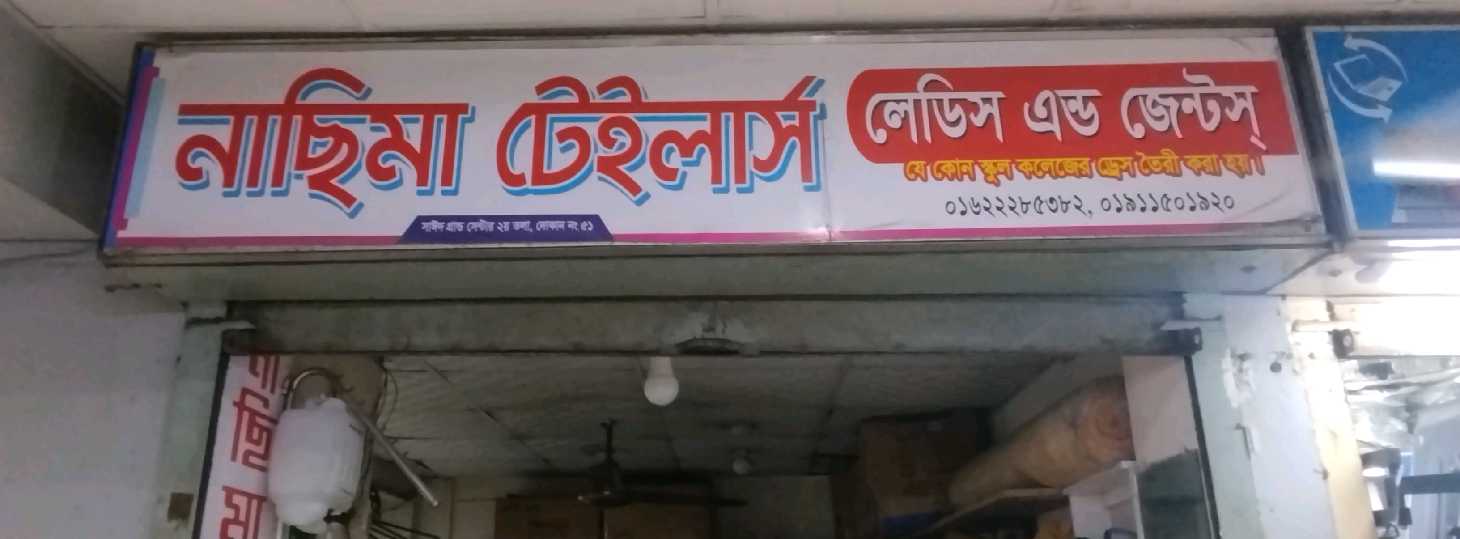 নাছিমা টেইলার্স
লেডিস এন্ড জেন্টস্
যে কোন স্কুল কলেজের ড্রেস তৈরী করা হয়।
০১৬২২২৮৫৩৮২, ০১৯১১৫০১৯২০
সাঈদ গ্রান্ড সেন্টার ২য় তলা, দোকান নং ৫১